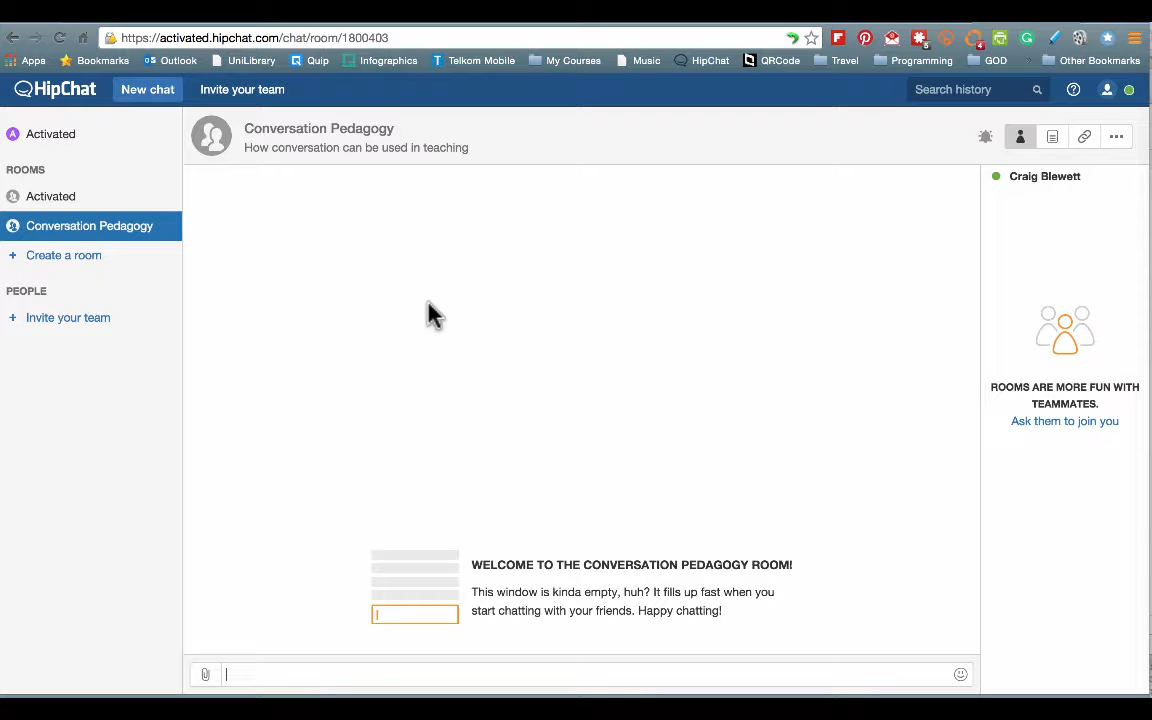 https://activated.hipchat.com/chat/room/1800403
5
4
Apps Bookmarks Outlook UniLibrary Quip Infographics Telkom Mobile My Courses Music HipChat QRCode Travel Programming GOD Other Bookmarks
HipChat New chat Invite your team Search history
A Activated
ROOMS
Activated
Conversation Pedagogy
+ Create a room
PEOPLE
+ Invite your team
Conversation Pedagogy
How conversation can be used in teaching
WELCOME TO THE CONVERSATION PEDAGOGY ROOM!
This window is kinda empty, huh? It fills up fast when you
start chatting with your friends. Happy chatting!
Craig Blewett
ROOMS ARE MORE FUN WITH
TEAMMATES.
Ask them to join you